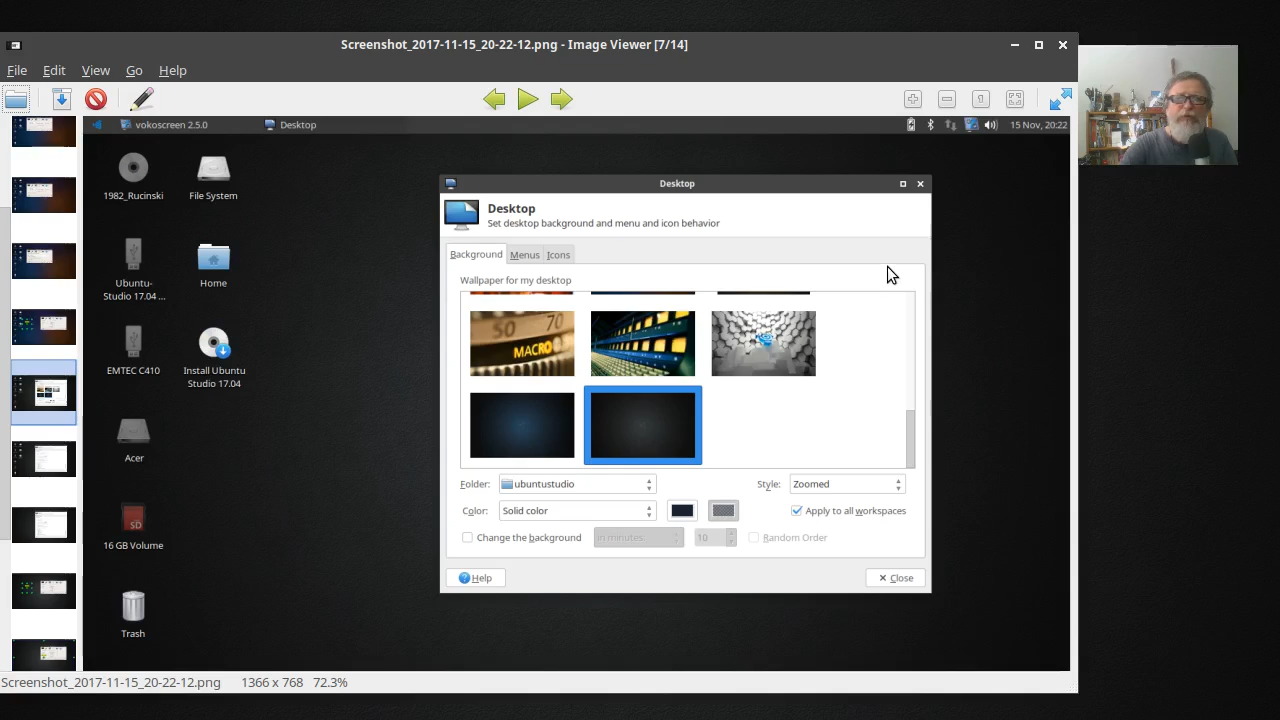 Screenshot_2017-11-15_20-22-12.png - Image Viewer [7/14]
File Edit View Go Help
vokoscreen 2.5.0 Desktop 15 Nov, 20:22
1982_Rucinski File System
Ubuntu-
Studio 17.04 ...
Home
EMTEC C410
Install Ubuntu
Studio 17.04
Acer
SD
16 GB Volume
Trash
Desktop
Desktop
Set desktop background and menu and icon behavior
Background Menus Icons
Wallpaper for my desktop
50 70
MACRO
Folder: ubuntustudio Style: Zoomed
Color: Solid color Apply to all workspaces
Change the background in minutes: 10 Random Order
Help Close
Screenshot_2017-11-15_20-22-12.png 1366 x 768 72.3%